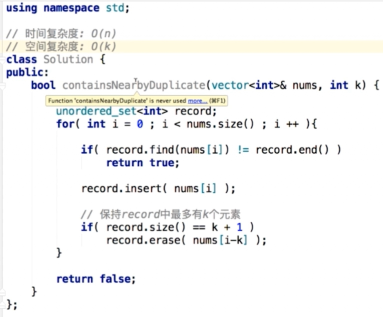 using namespace std;
// 时间复杂度: O(n)
// 空间复杂度: O(k)
class Solution {
public:
    bool containsNearbyDuplicate(vector<int>& nums, int k) {
Function 'containsNearbyDuplicate' is never used more... (⌘F1)
        unordered_set<int> record;
        for( int i = 0 ; i < nums.size() ; i ++ ){
            if( record.find(nums[i]) != record.end() )
                return true;
            record.insert( nums[i] );
            // 保持record中最多有k个元素
            if( record.size() == k + 1 )
                record.erase( nums[i-k] );
        }
        return false;
    }
};